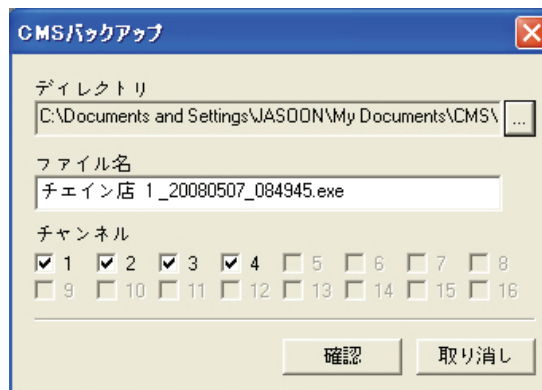 CMSバックアップ
ディレクトリ
C:\Documents and Settings\JASOON\My Documents\CMS\ ...
ファイル名
チエイン店 1_20080507_084945.exe
チャンネル
1 2 3 4 5 6 7 8
9 10 11 12 13 14 15 16
確認 取り消し